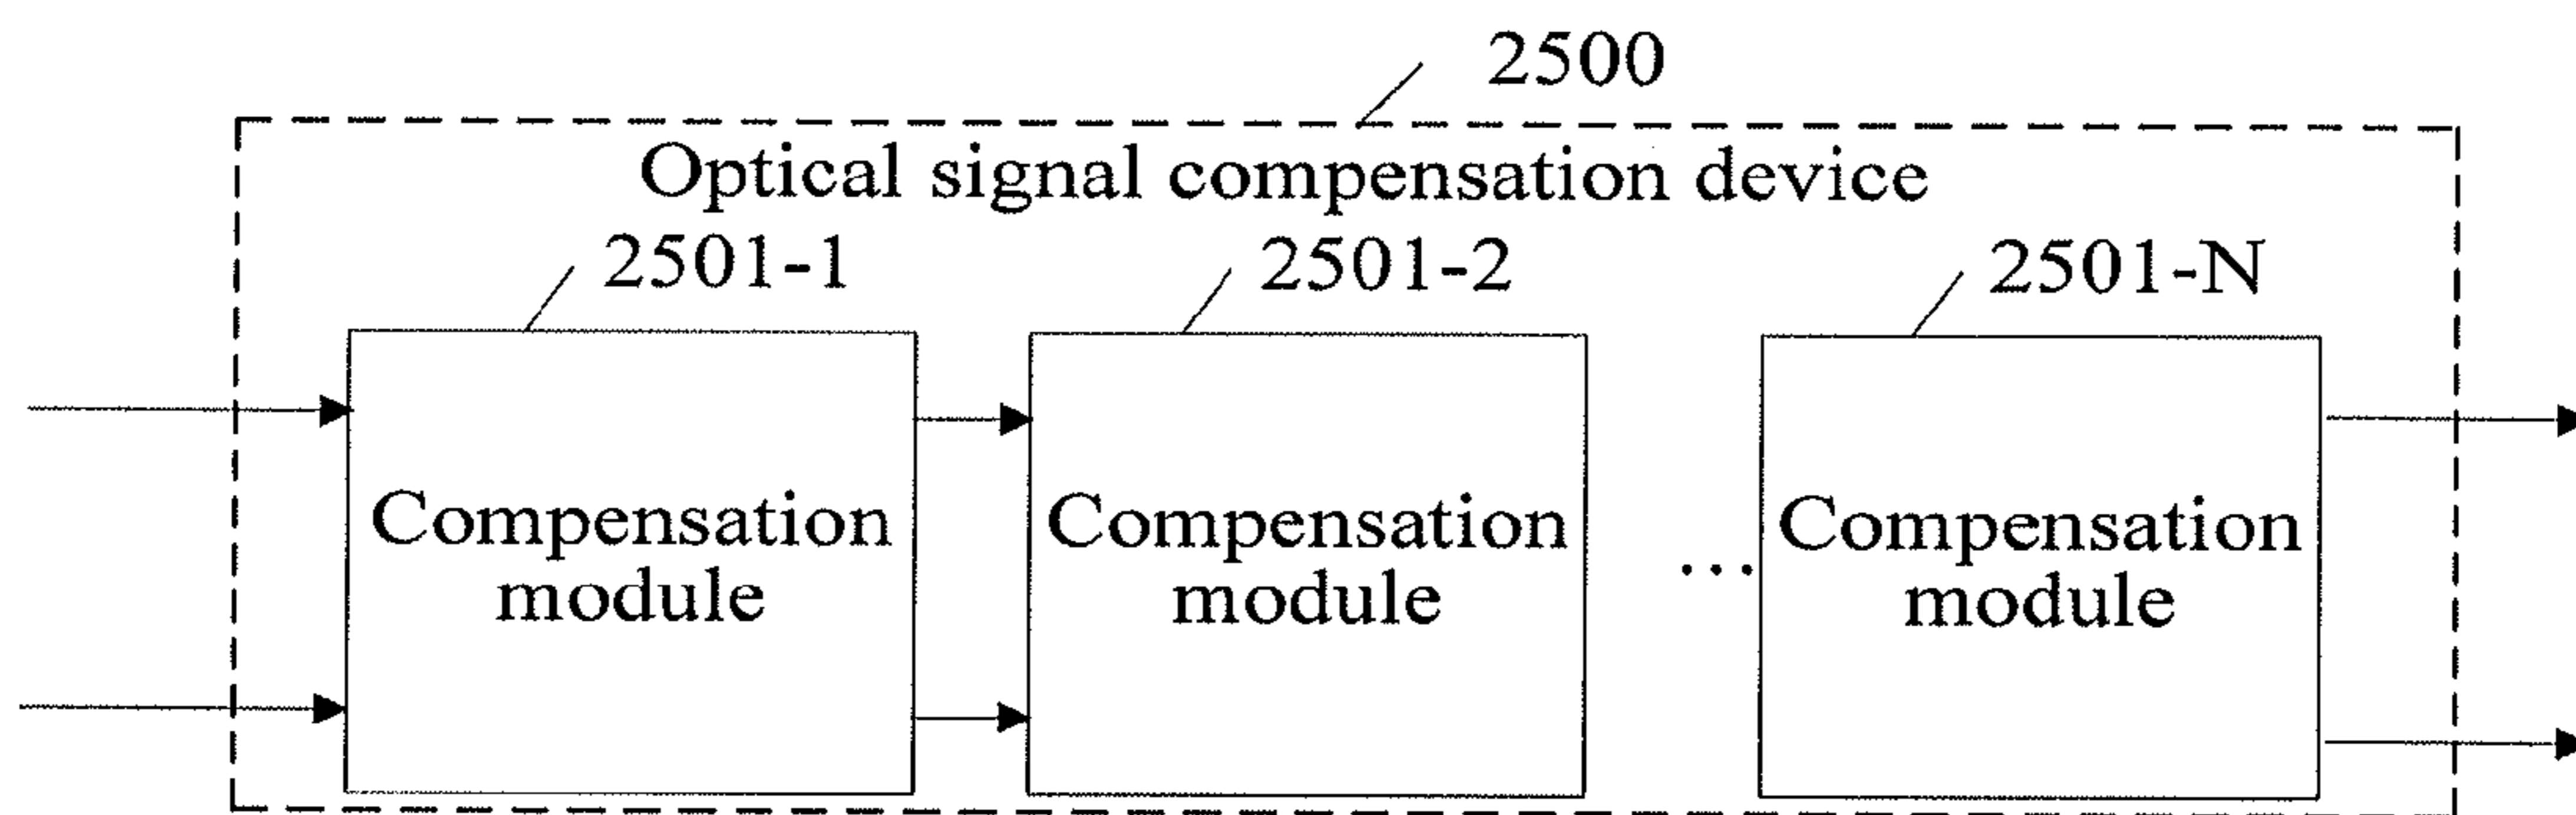 2500
Optical signal compensation device
2501-1 2501-2 2501-N
Compensation module
Compensation module
... Compensation module